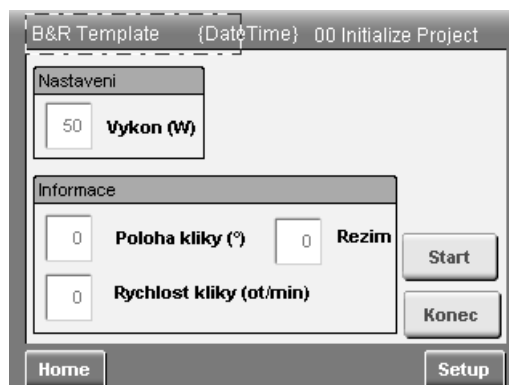 B&R Template {DateTime} 00 Initialize Project
Nastaveni
50 Vykon (W)
Informace
0 Poloha kliky (º) 0 Rezim
0 Rychlost kliky (ot/min)
Start
Konec
Home Setup